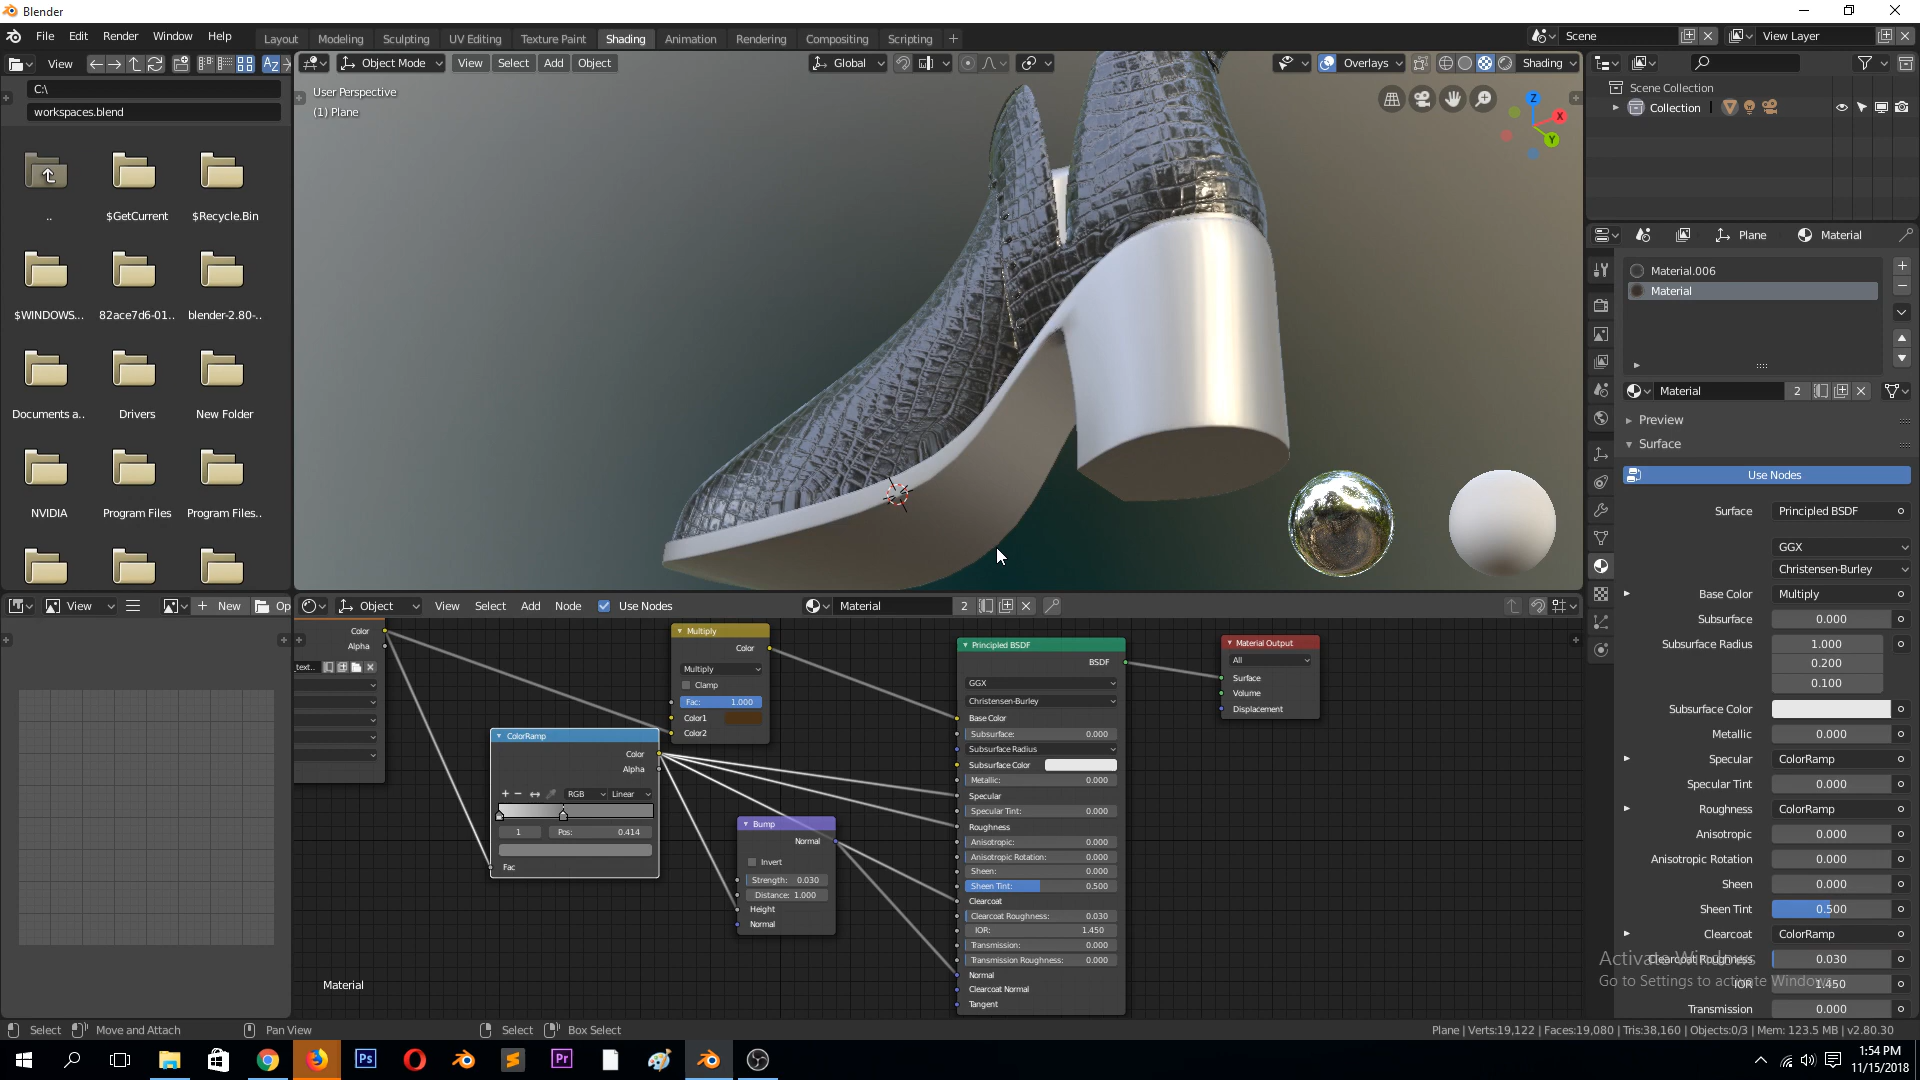 Blender
File Edit Render Window Help
Layout Modeling Sculpting UV Editing Texture Paint Shading Animation Rendering Compositing Scripting
Scene View Layer
View
C:\
workspaces.blend
..
$GetCurrent
$Recycle.Bin
$WINDOWS...
82ace7d6-01..
blender-2.80-..
Documents a..
Drivers
New Folder
NVIDIA
Program Files
Program Files..
Object Mode View Select Add Object Global Overlays Shading
User Perspective
(1) Plane
Z
X
Y
Scene Collection
Collection
Plane Material
Material.006
Material
Material 2
Preview
Surface
Use Nodes
Surface Principled BSDF
GGX
Christensen-Burley
Base Color Multiply
Subsurface 0.000
Subsurface Radius 1.000
0.200
0.100
Subsurface Color
Metallic 0.000
Specular ColorRamp
Specular Tint 0.000
Roughness ColorRamp
Anisotropic 0.000
Anisotropic Rotation 0.000
Sheen 0.000
Sheen Tint 0.500
Clearcoat ColorRamp
Clearcoat Roughness 0.030
IOR 1.450
Transmission 0.000
Activate Windows
Go to Settings to activate Windows.
View New Op
Object View Select Add Node Use Nodes Material 2
Color
Alpha
text..
Multiply
Color
Multiply
Clamp
Fac: 1.000
Color1
Color2
ColorRamp
Color
Alpha
RGB Linear
1 Pos: 0.414
Fac
Bump
Normal
Invert
Strength: 0.030
Distance: 1.000
Height
Normal
Principled BSDF
BSDF
GGX
Christensen-Burley
Base Color
Subsurface: 0.000
Subsurface Radius
Subsurface Color
Metallic: 0.000
Specular
Specular Tint: 0.000
Roughness
Anisotropic: 0.000
Anisotropic Rotation: 0.000
Sheen: 0.000
Sheen Tint: 0.500
Clearcoat
Clearcoat Roughness: 0.030
IOR: 1.450
Transmission: 0.000
Transmission Roughness: 0.000
Normal
Clearcoat Normal
Tangent
Material Output
All
Surface
Volume
Displacement
Material
Select Move and Attach Pan View Select Box Select
Plane | Verts:19,122 | Faces:19,080 | Tris:38,160 | Objects:0/3 | Mem: 123.5 MB | v2.80.30
Ps
Pr
1:54 PM
11/15/2018